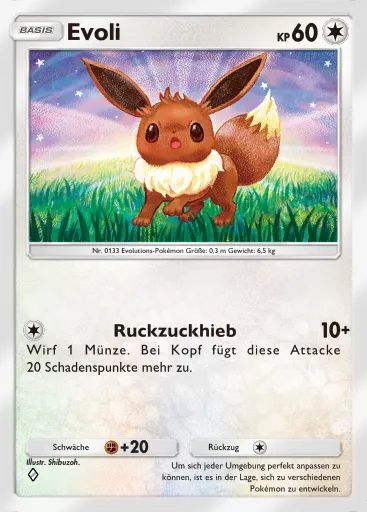 BASIS Evoli KP 60
Nr. 0133 Evolutions-Pokémon Größe: 0.3 m Gewicht: 6,5 kg
Ruckzuckhieb 10+
Wirf 1 Münze. Bei Kopf fügt diese Attacke
20 Schadenspunkte mehr zu.
Schwäche +20 Rückzug
Illustr. Shibuzoh.
Um sich jeder Umgebung perfekt anpassen zu
können, ist es in der Lage, sich zu verschiedenen
Pokémon zu entwickeln.